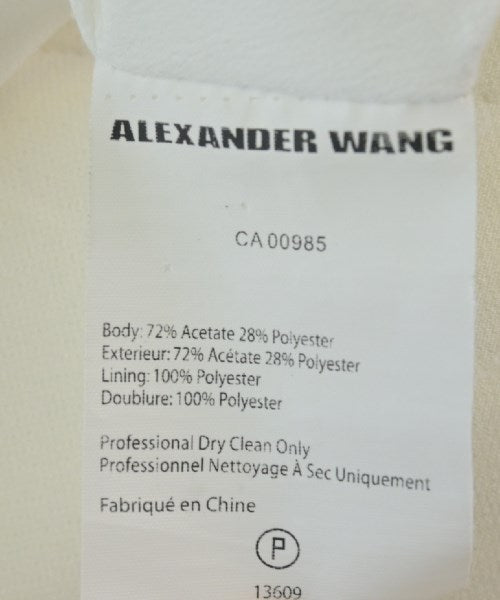 ALEXANDER WANG
CA 00985
Body: 72% Acetate 28% Polyester
Exterieur: 72% Acétate 28% Polyester
Lining: 100% Polyester
Doublure: 100% Polyester
Professional Dry Clean Only
Professionnel Nettoyage À Sec Uniquement
Fabriqué en Chine
P
13609